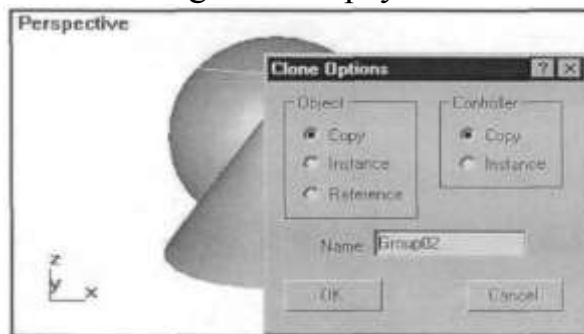 Perspective
Clone Options
Object
Controller
Copy
Copy
Instance
Instance
Reference
Name: Group02
OK
Cancel
z
y
x